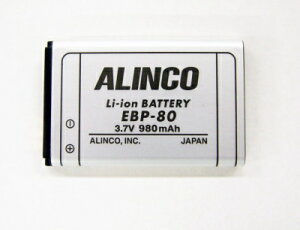 ALINCO
Li-ion BATTERY
EBP-80
3.7V 980mAh
ALINCO, INC. JAPAN